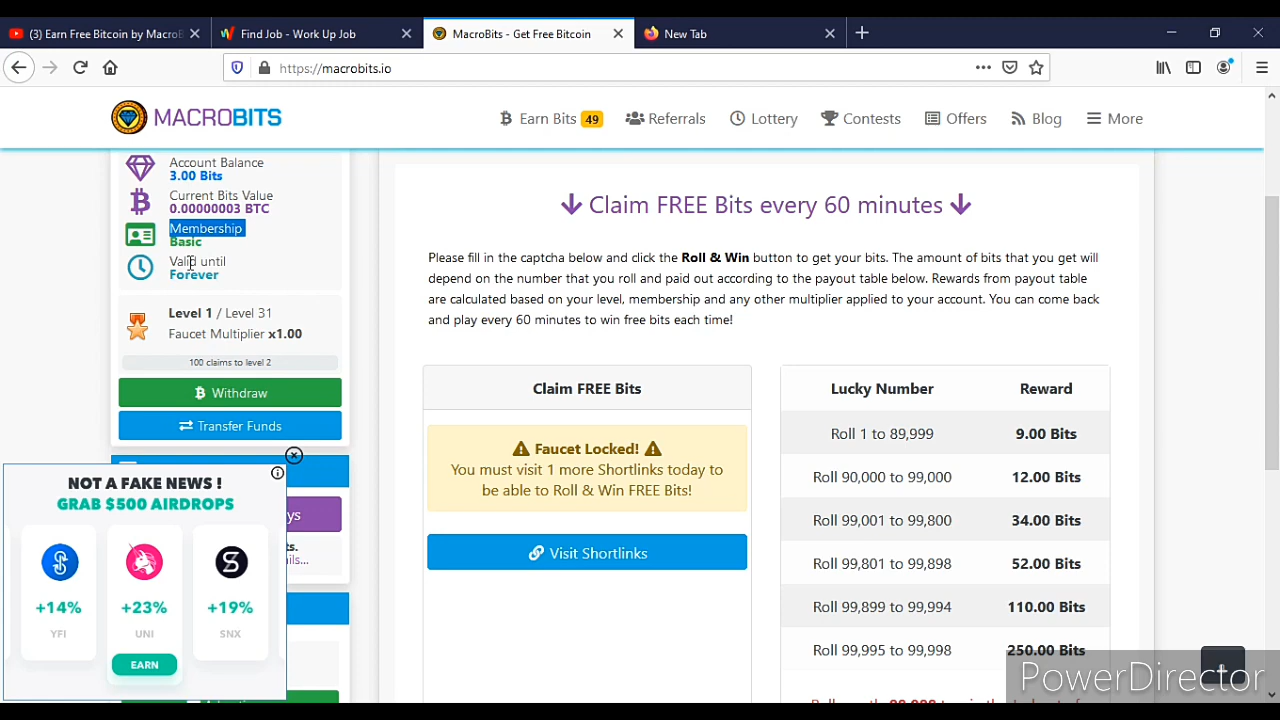 (3) Earn Free Bitcoin by MacroB
Find Job - Work Up Job
MacroBits - Get Free Bitcoin
New Tab
https://macrobits.io
MACROBITS
Earn Bits 49
Referrals
Lottery
Contests
Offers
Blog
More
Account Balance
3.00 Bits
Current Bits Value
0.00000003 BTC
Membership
Basic
Valid until
Forever
Level 1 / Level 31
Faucet Multiplier x1.00
100 claims to level 2
Withdraw
Transfer Funds
ys
ts.
ails...
NOT A FAKE NEWS !
GRAB $500 AIRDROPS
+14% +23% +19%
YFI UNI SNX
EARN
Claim FREE Bits every 60 minutes
Please fill in the captcha below and click the Roll & Win button to get your bits. The amount of bits that you get will
depend on the number that you roll and paid out according to the payout table below. Rewards from payout table
are calculated based on your level, membership and any other multiplier applied to your account. You can come back
and play every 60 minutes to win free bits each time!
Claim FREE Bits
Faucet Locked!
You must visit 1 more Shortlinks today to
be able to Roll & Win FREE Bits!
Visit Shortlinks
Lucky Number Reward
Roll 1 to 89,999 9.00 Bits
Roll 90,000 to 99,000 12.00 Bits
Roll 99,001 to 99,800 34.00 Bits
Roll 99,801 to 99,898 52.00 Bits
Roll 99,899 to 99,994 110.00 Bits
Roll 99,995 to 99,998 250.00 Bits
PowerDirector